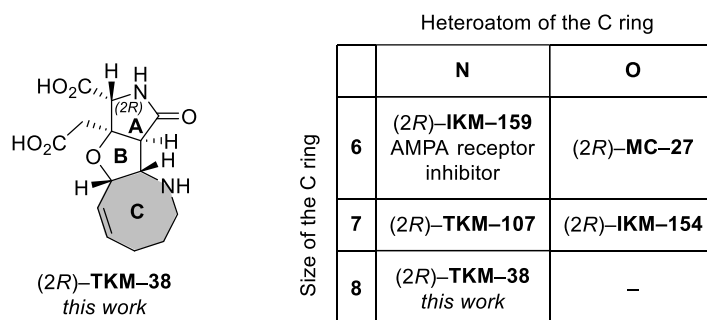 HO₂C
H
H
N
(2R)
A
O
HO₂C
B
H
O
H
H
NH
C
(2R)–TKM–38
this work
Heteroatom of the C ring
N O
Size of the C ring
6
(2R)–IKM–159
AMPA receptor
inhibitor
(2R)–MC–27
7 (2R)–TKM–107 (2R)–IKM–154
8
(2R)–TKM–38
this work
–